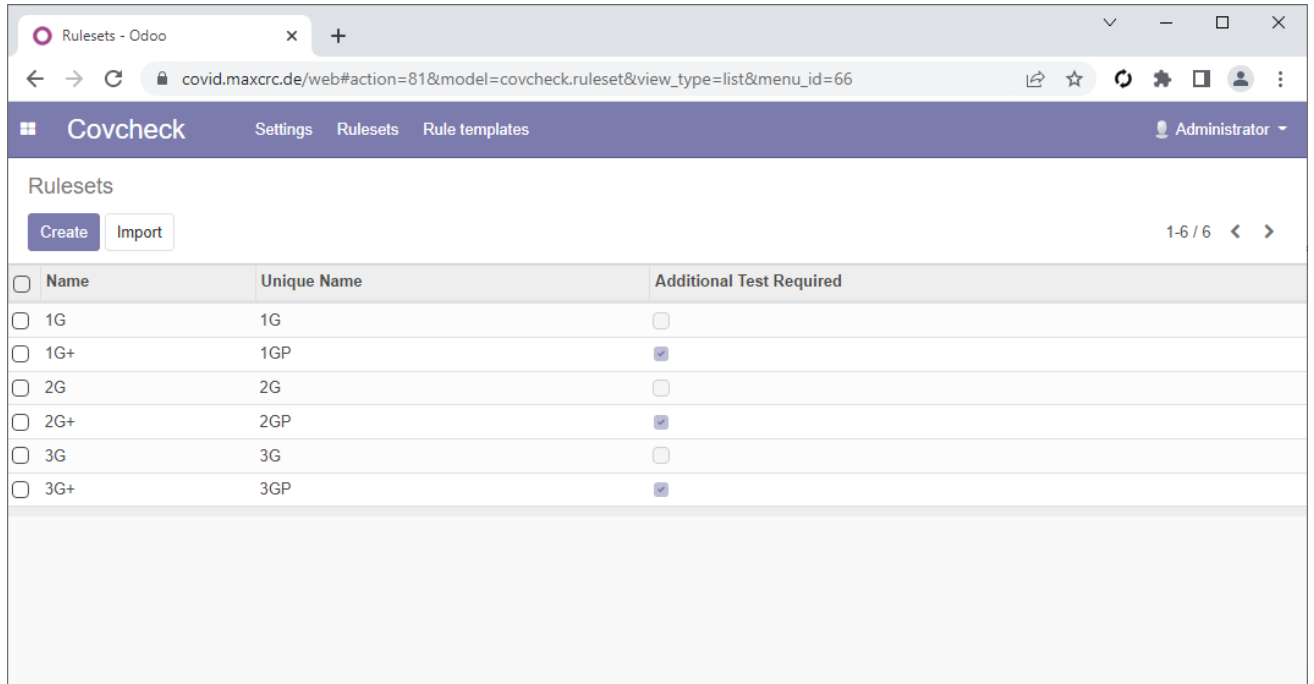 Rulesets - Odoo
covid.maxcrc.de/web#action=81&model=covcheck.ruleset&view_type=list&menu_id=66
Covcheck Settings Rulesets Rule templates Administrator
Rulesets
Create Import 1-6 / 6
Name Unique Name Additional Test Required
1G 1G
1G+ 1GP
2G 2G
2G+ 2GP
3G 3G
3G+ 3GP